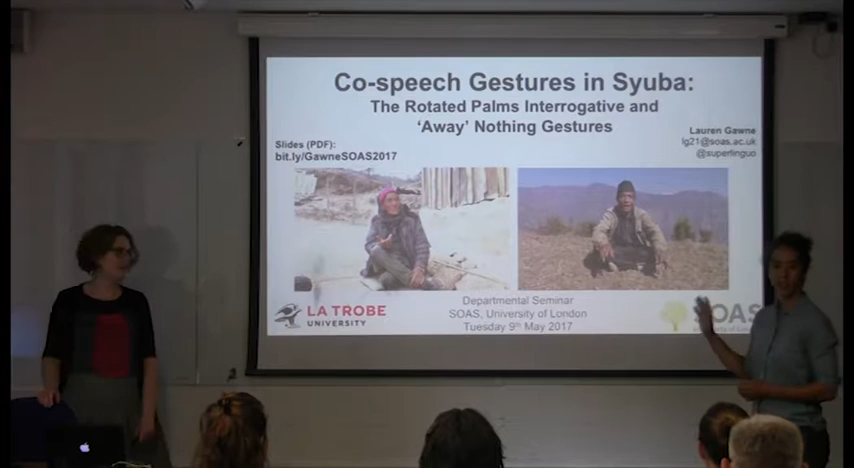 Co-speech Gestures in Syuba:
The Rotated Palms Interrogative and
'Away' Nothing Gestures
Slides (PDF):
bit.ly/GawneSOAS2017
Lauren Gawne
lg21@soas.ac.uk
@superlinguo
LA TROBE
UNIVERSITY
Departmental Seminar
SOAS, University of London
Tuesday 9th May 2017
SOAS